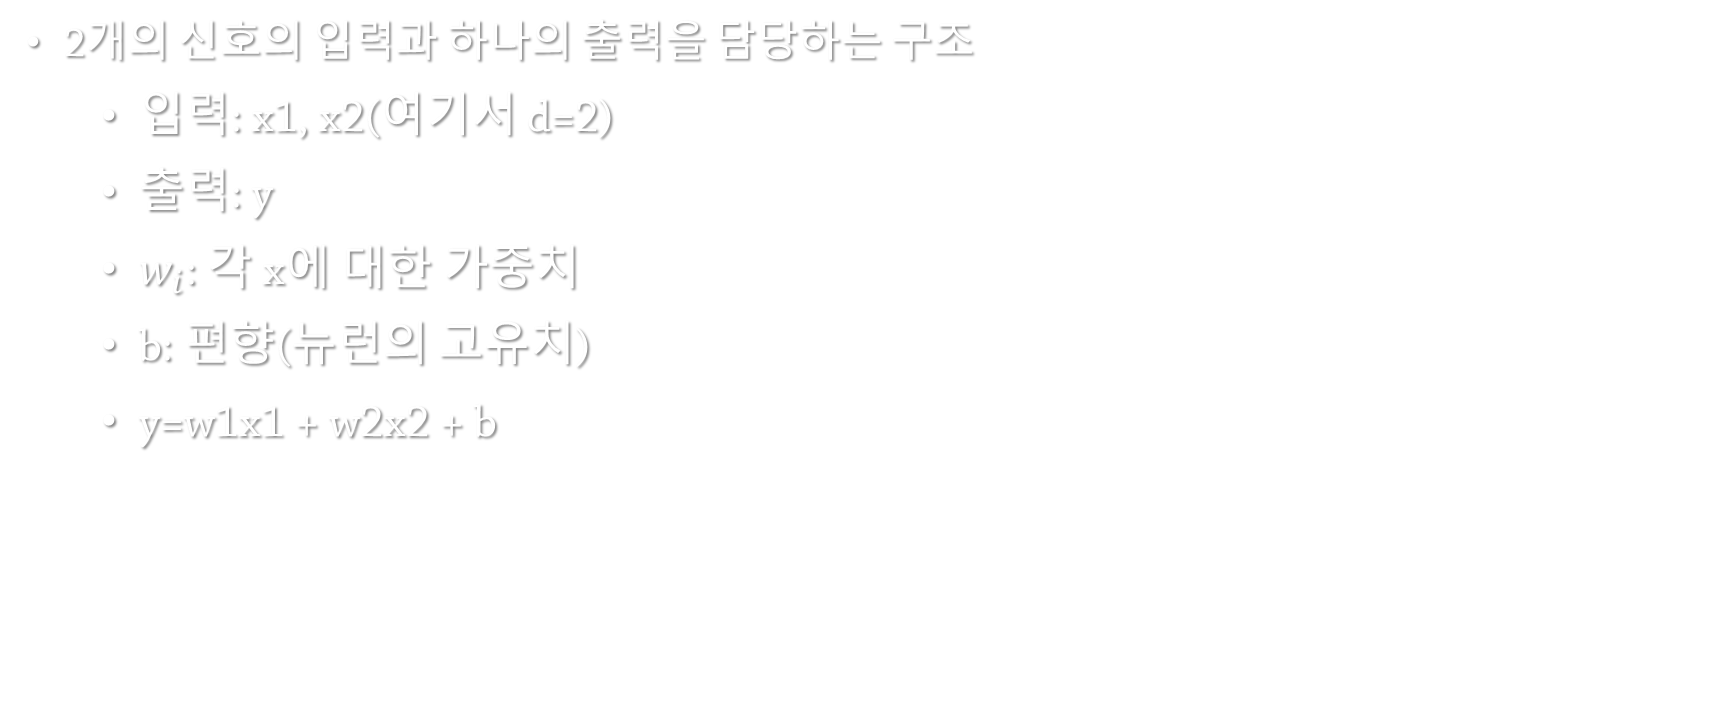 • 2개의 신호의 입력과 하나의 출력을 담당하는 구조
• 입력: x1, x2(여기서 d=2)
• 출력: y
• 𝑤ᵢ: 각 x에 대한 가중치
• b: 편향(뉴런의 고유치)
• y=w1x1 + w2x2 + b